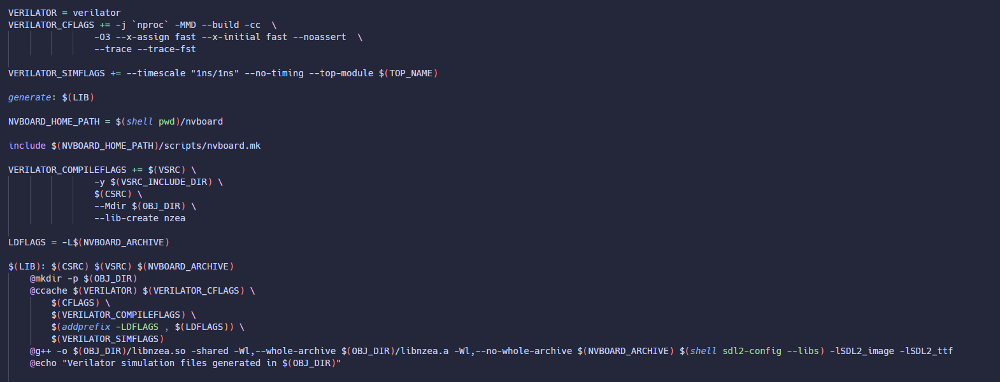 VERILATOR = verilator
VERILATOR_CFLAGS += -j `nproc` -MMD --build -cc  \
                -O3 --x-assign fast --x-initial fast --noassert  \
                --trace --trace-fst
VERILATOR_SIMFLAGS += --timescale "1ns/1ns" --no-timing --top-module $(TOP_NAME)
generate: $(LIB)
NVBOARD_HOME_PATH = $(shell pwd)/nvboard
include $(NVBOARD_HOME_PATH)/scripts/nvboard.mk
VERILATOR_COMPILEFLAGS += $(VSRC) \
                -y $(VSRC_INCLUDE_DIR) \
                $(CSRC) \
                --Mdir $(OBJ_DIR) \
                --lib-create nzea
LDFLAGS = -L$(NVBOARD_ARCHIVE)
$(LIB): $(CSRC) $(VSRC) $(NVBOARD_ARCHIVE)
    @mkdir -p $(OBJ_DIR)
    @ccache $(VERILATOR) $(VERILATOR_CFLAGS) \
        $(CFLAGS) \
        $(VERILATOR_COMPILEFLAGS) \
        $(addprefix -LDFLAGS , $(LDFLAGS)) \
        $(VERILATOR_SIMFLAGS)
    @g++ -o $(OBJ_DIR)/libnzea.so -shared -Wl,--whole-archive $(OBJ_DIR)/libnzea.a -Wl,--no-whole-archive $(NVBOARD_ARCHIVE) $(shell sdl2-config --libs) -lSDL2_image -lSDL2_ttf
    @echo "Verilator simulation files generated in $(OBJ_DIR)"